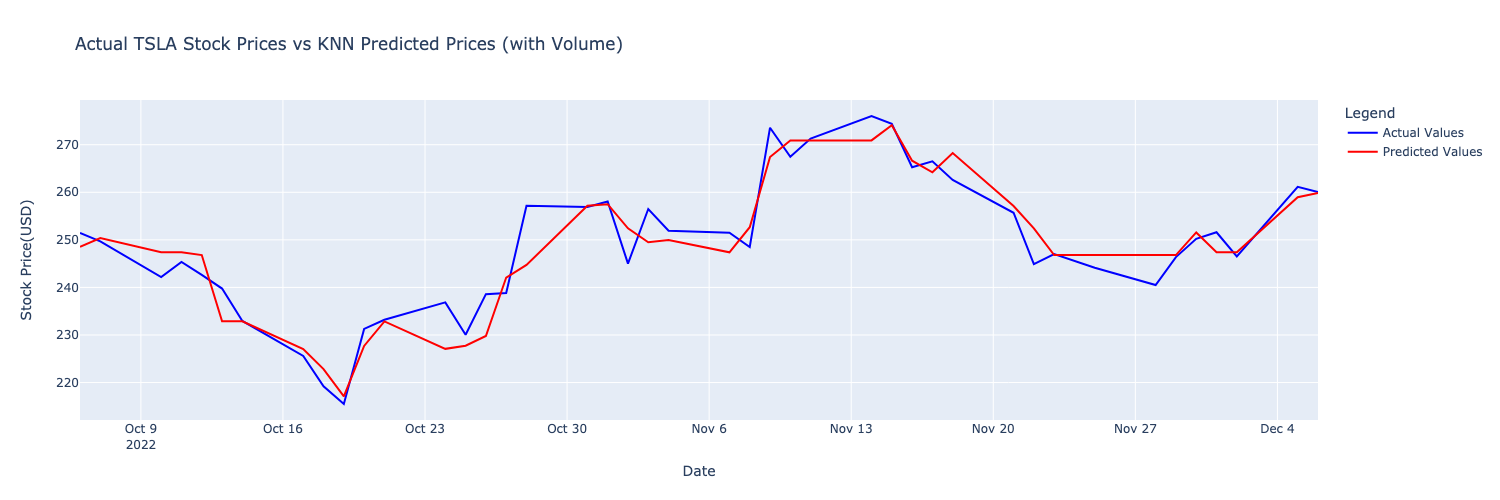 Actual TSLA Stock Prices vs KNN Predicted Prices (with Volume)
Legend
Actual Values
Predicted Values
Stock Price(USD)
270
260
250
240
230
220
Oct 9
2022
Oct 16
Oct 23
Oct 30
Nov 6
Nov 13
Nov 20
Nov 27
Dec 4
Date